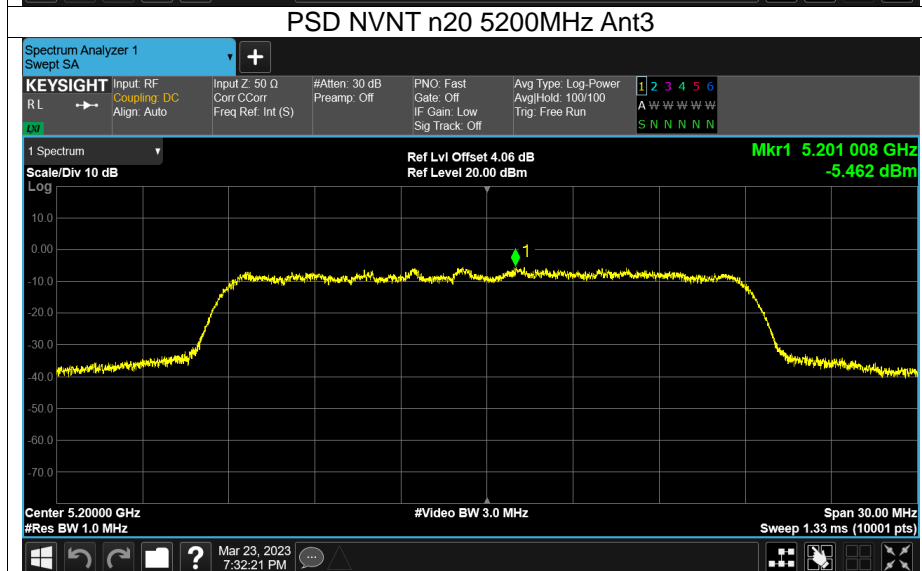 PSD NVNT n20 5200MHz Ant3
Spectrum Analyzer 1
Swept SA
+
KEYSIGHT
RL
LXI
Input: RF
Coupling: DC
Align: Auto
Input Z: 50 Ω
Corr CCorr
Freq Ref: Int (S)
#Atten: 30 dB
Preamp: Off
PNO: Fast
Gate: Off
IF Gain: Low
Sig Track: Off
Avg Type: Log-Power
Avg|Hold: 100/100
Trig: Free Run
1 2 3 4 5 6
A W W W W W
S N N N N N
1 Spectrum
Scale/Div 10 dB
Log
Ref Lvl Offset 4.06 dB
Ref Level 20.00 dBm
Mkr1 5.201 008 GHz
-5.462 dBm
10.0
0.00
-10.0
-20.0
-30.0
-40.0
-50.0
-60.0
-70.0
1
Center 5.20000 GHz
#Res BW 1.0 MHz
#Video BW 3.0 MHz
Span 30.00 MHz
Sweep 1.33 ms (10001 pts)
?
Mar 23, 2023
7:32:21 PM